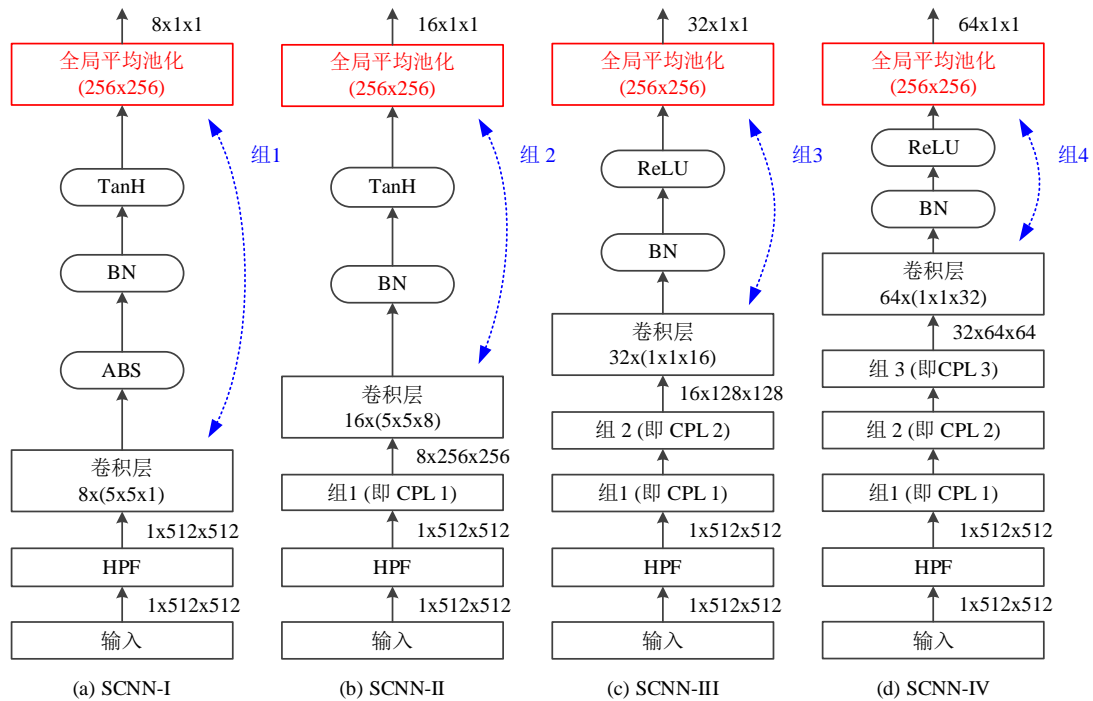 8x1x1
全局平均池化
(256x256)
组1
TanH
BN
ABS
卷积层
8x(5x5x1)
1x512x512
HPF
1x512x512
输入
(a) SCNN-I
16x1x1
全局平均池化
(256x256)
组 2
TanH
BN
卷积层
16x(5x5x8)
8x256x256
组1 (即 CPL 1)
1x512x512
HPF
1x512x512
输入
(b) SCNN-II
32x1x1
全局平均池化
(256x256)
组3
ReLU
BN
卷积层
32x(1x1x16)
16x128x128
组 2 (即 CPL 2)
组1 (即 CPL 1)
1x512x512
HPF
1x512x512
输入
(c) SCNN-III
64x1x1
全局平均池化
(256x256)
组4
ReLU
BN
卷积层
64x(1x1x32)
32x64x64
组 3 (即CPL 3)
组 2 (即 CPL 2)
组1 (即 CPL 1)
1x512x512
HPF
1x512x512
输入
(d) SCNN-IV